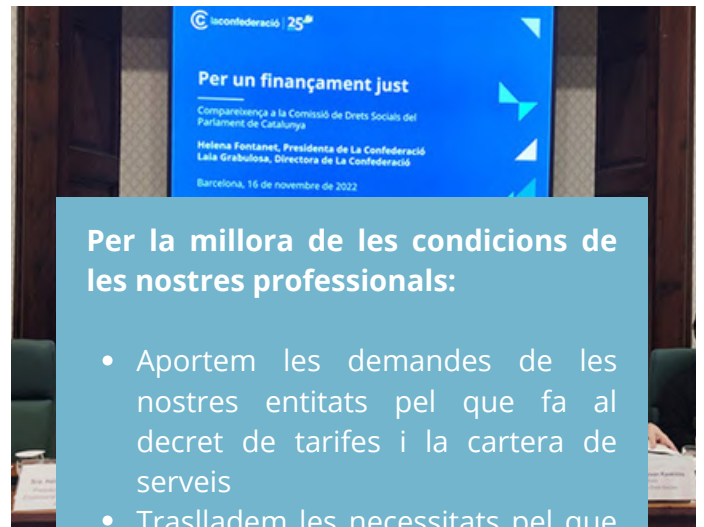 laconfederació | 25
Per un finançament just
Compareixença a la Comissió de Drets Socials del
Parlament de Catalunya
Helena Fontanet, Presidenta de La Confederació
Laia Grabulosa, Directora de La Confederació
Barcelona, 16 de novembre de 2022
Per la millora de les condicions de
les nostres professionals:
• Aportem les demandes de les
nostres entitats pel que fa al
decret de tarifes i la cartera de
serveis
• Traslladem les necessitats pel que